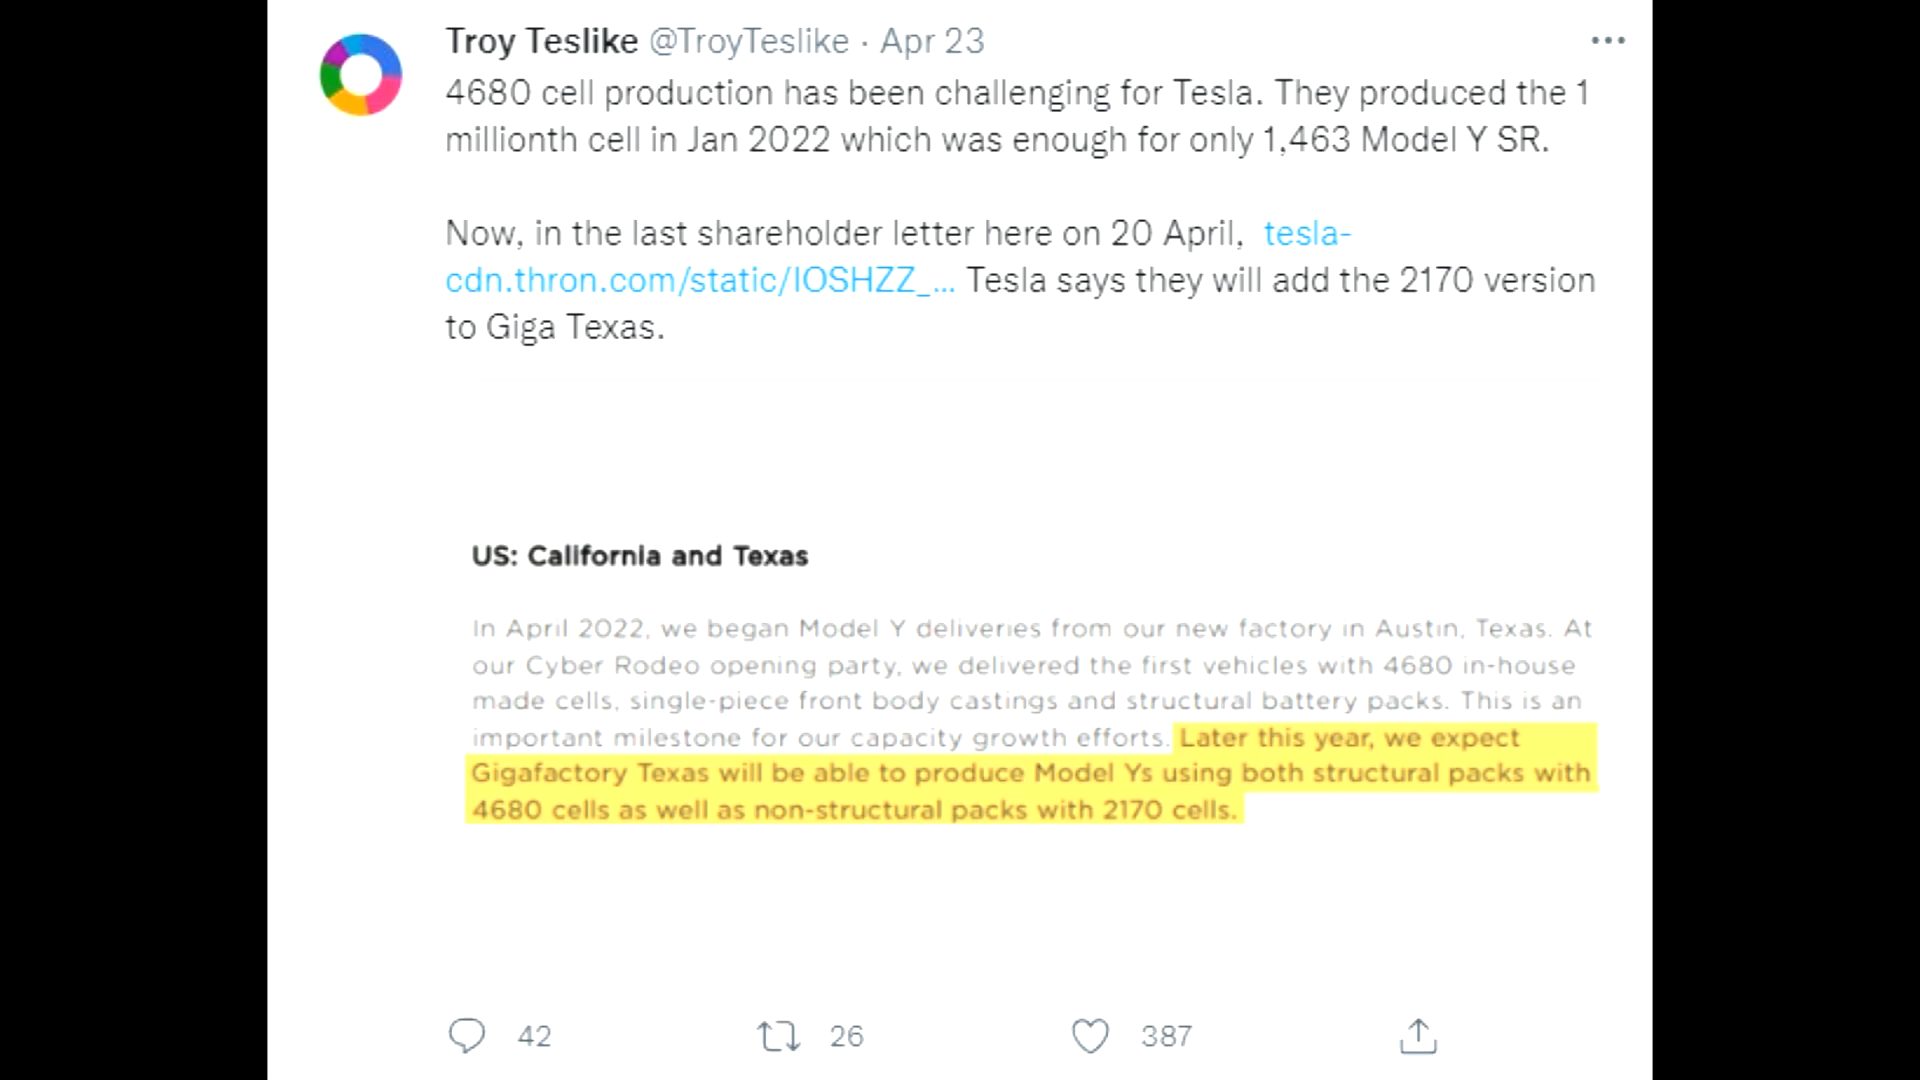 Troy Teslike @TroyTeslike · Apr 23
4680 cell production has been challenging for Tesla. They produced the 1
millionth cell in Jan 2022 which was enough for only 1,463 Model Y SR.
Now, in the last shareholder letter here on 20 April, tesla-
cdn.thron.com/static/IOSHZZ_... Tesla says they will add the 2170 version
to Giga Texas.
US: California and Texas
In April 2022, we began Model Y deliveries from our new factory in Austin, Texas. At
our Cyber Rodeo opening party, we delivered the first vehicles with 4680 in-house
made cells, single-piece front body castings and structural battery packs. This is an
important milestone for our capacity growth efforts. Later this year, we expect
Gigafactory Texas will be able to produce Model Ys using both structural packs with
4680 cells as well as non-structural packs with 2170 cells.
42 26 387